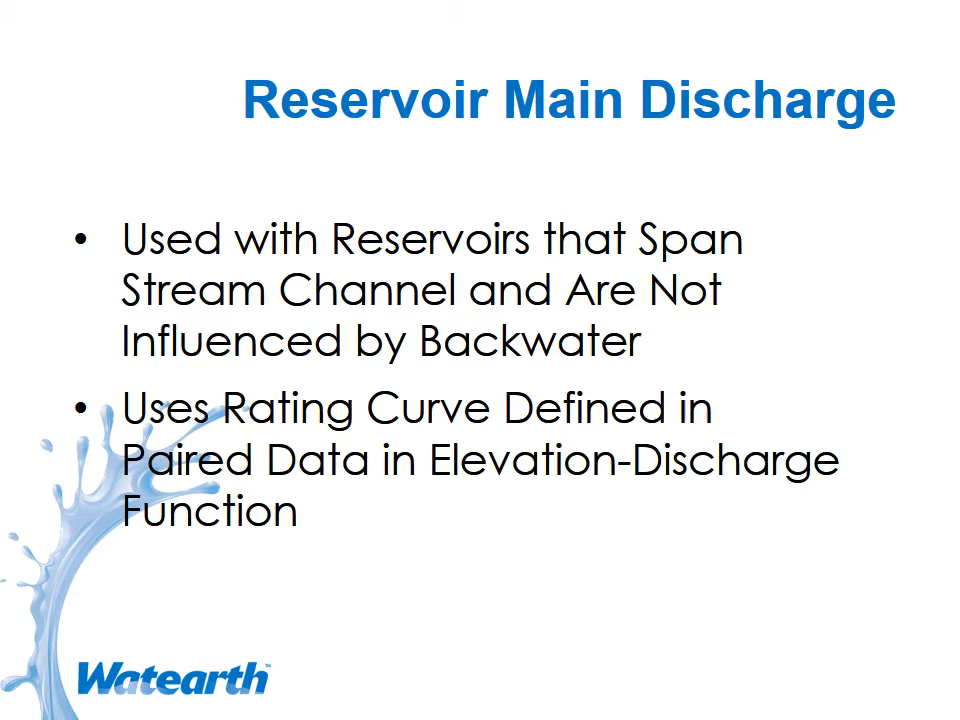 Reservoir Main Discharge
• Used with Reservoirs that Span
Stream Channel and Are Not
Influenced by Backwater
• Uses Rating Curve Defined in
Paired Data in Elevation-Discharge
Function
Watearth™